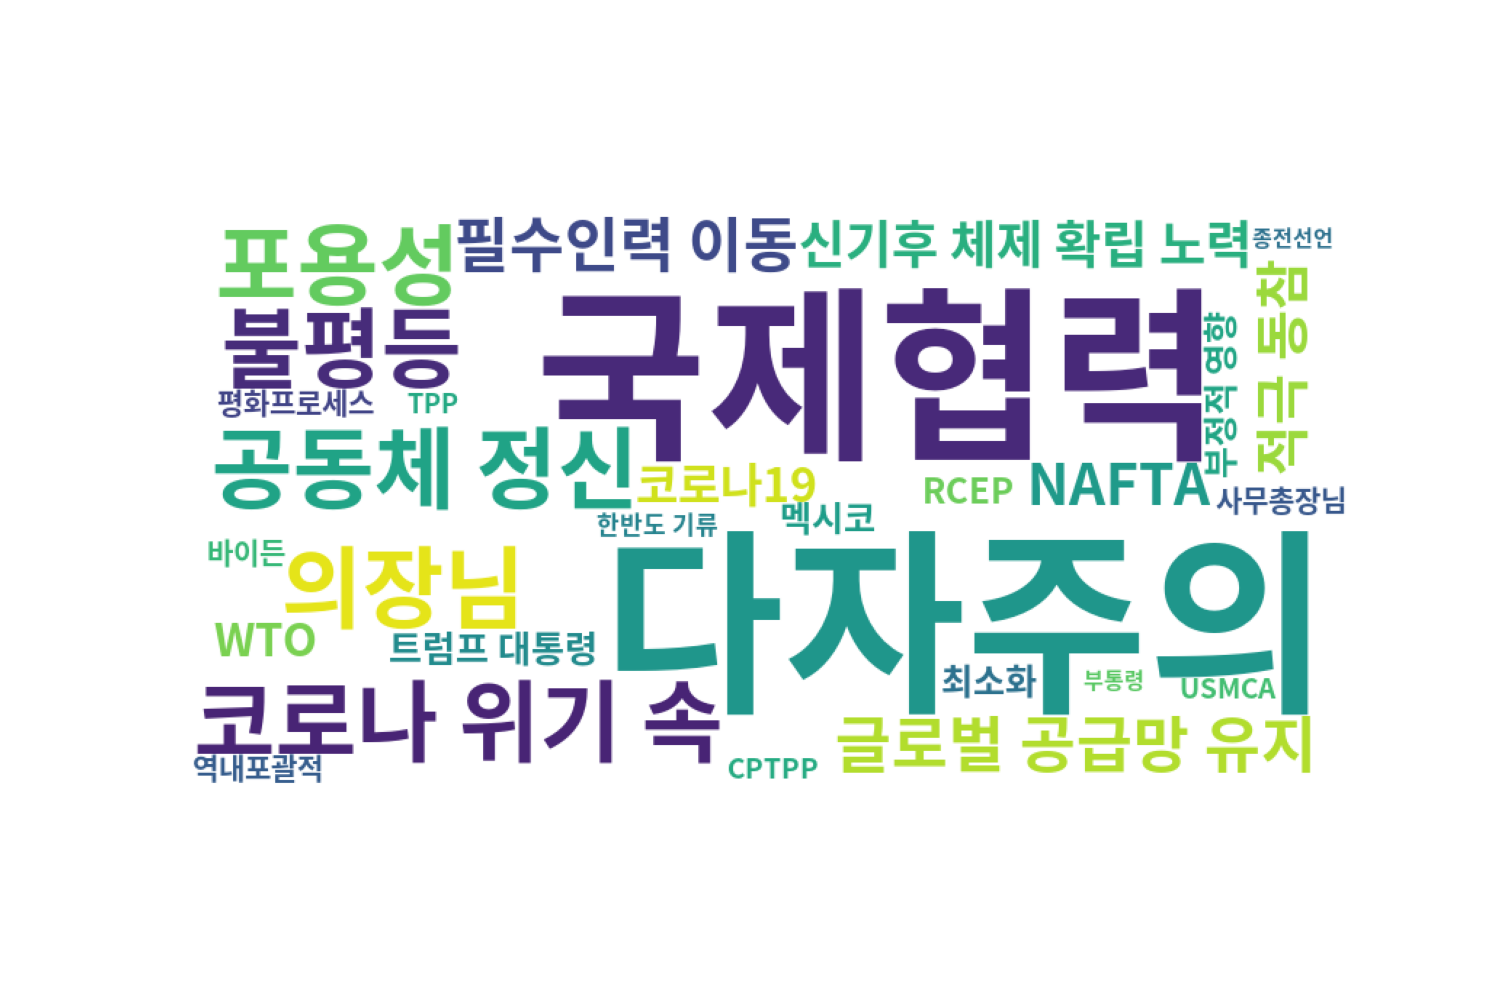 포용성
필수인력 이동
신기후 체제 확립 노력
종전선언
불평등
국제협력
부정적 영향
적극 동참
평화프로세스
TPP
공동체 정신
코로나19
RCEP
NAFTA
사무총장님
한반도 기류
멕시코
바이든
의장님
다자주의
WTO
트럼프 대통령
최소화
부통령
USMCA
코로나 위기 속
글로벌 공급망 유지
역내포괄적
CPTPP